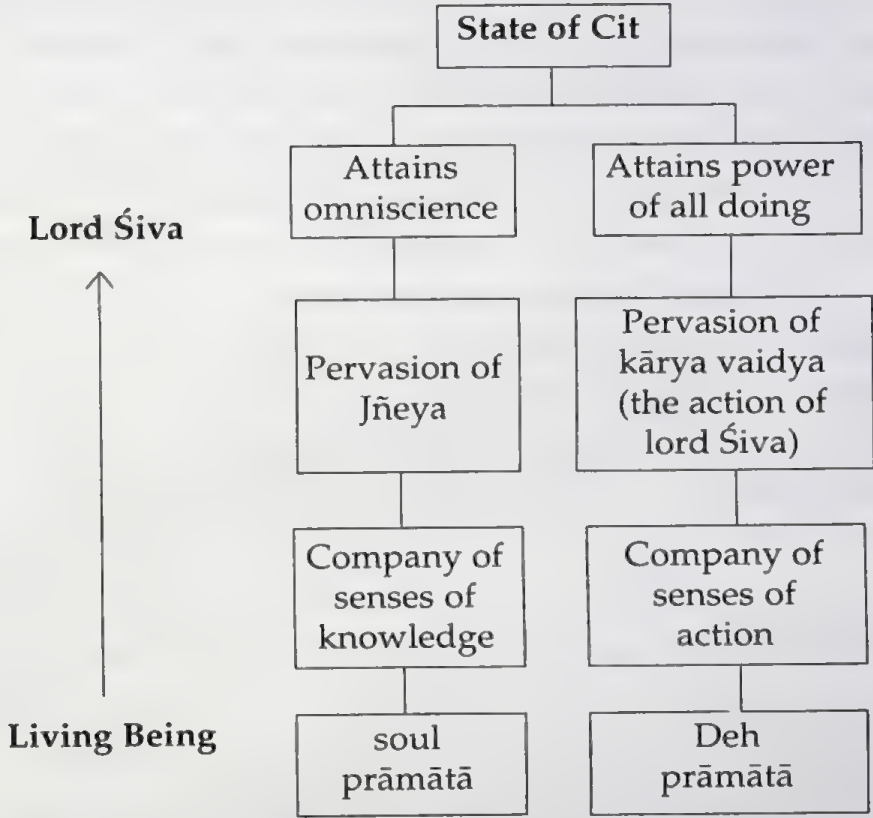 State of Cit
Attains
omniscience
Attains power
of all doing
Lord Śiva
Pervasion of
Jñeya
Pervasion of
kārya vaidya
(the action of
lord Śiva)
Company of
senses of
knowledge
Company of
senses of
action
Living Being
soul
prāmātā
Deh
prāmātā